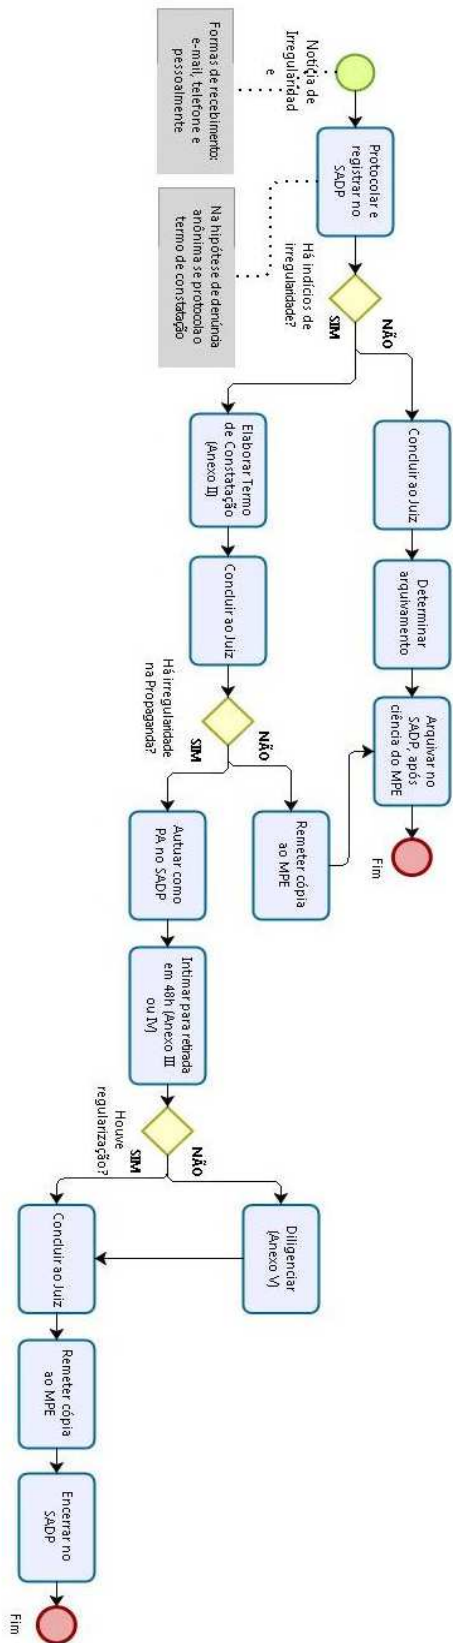 Notícia de
Irregularidad
e
Formas de recebimento:
e-mail, telefone e
pessoalmente
Protocolar e
registrar no
SADP
Na hipótese de denúncia
anônima se protocola o
termo de constatação
Há indícios de
irregularidade?
NÃO
SIM
Concluir ao Juiz
Determinar
arquivamento
Arquivar no
SADP, após
ciência do MPE
Fim
Elaborar Termo
de Constatação
(Anexo II)
Concluir ao Juiz
Há irregularidade
na Propaganda?
NÃO
SIM
Remeter cópia
ao MPE
Autuar como
PA no SADP
Intimar para retirada
em 48h (Anexo III
ou IV)
Houve
regularização?
NÃO
SIM
Diligenciar
(Anexo V)
Concluir ao Juiz
Remeter cópia
ao MPE
Encerrar no
SADP
Fim